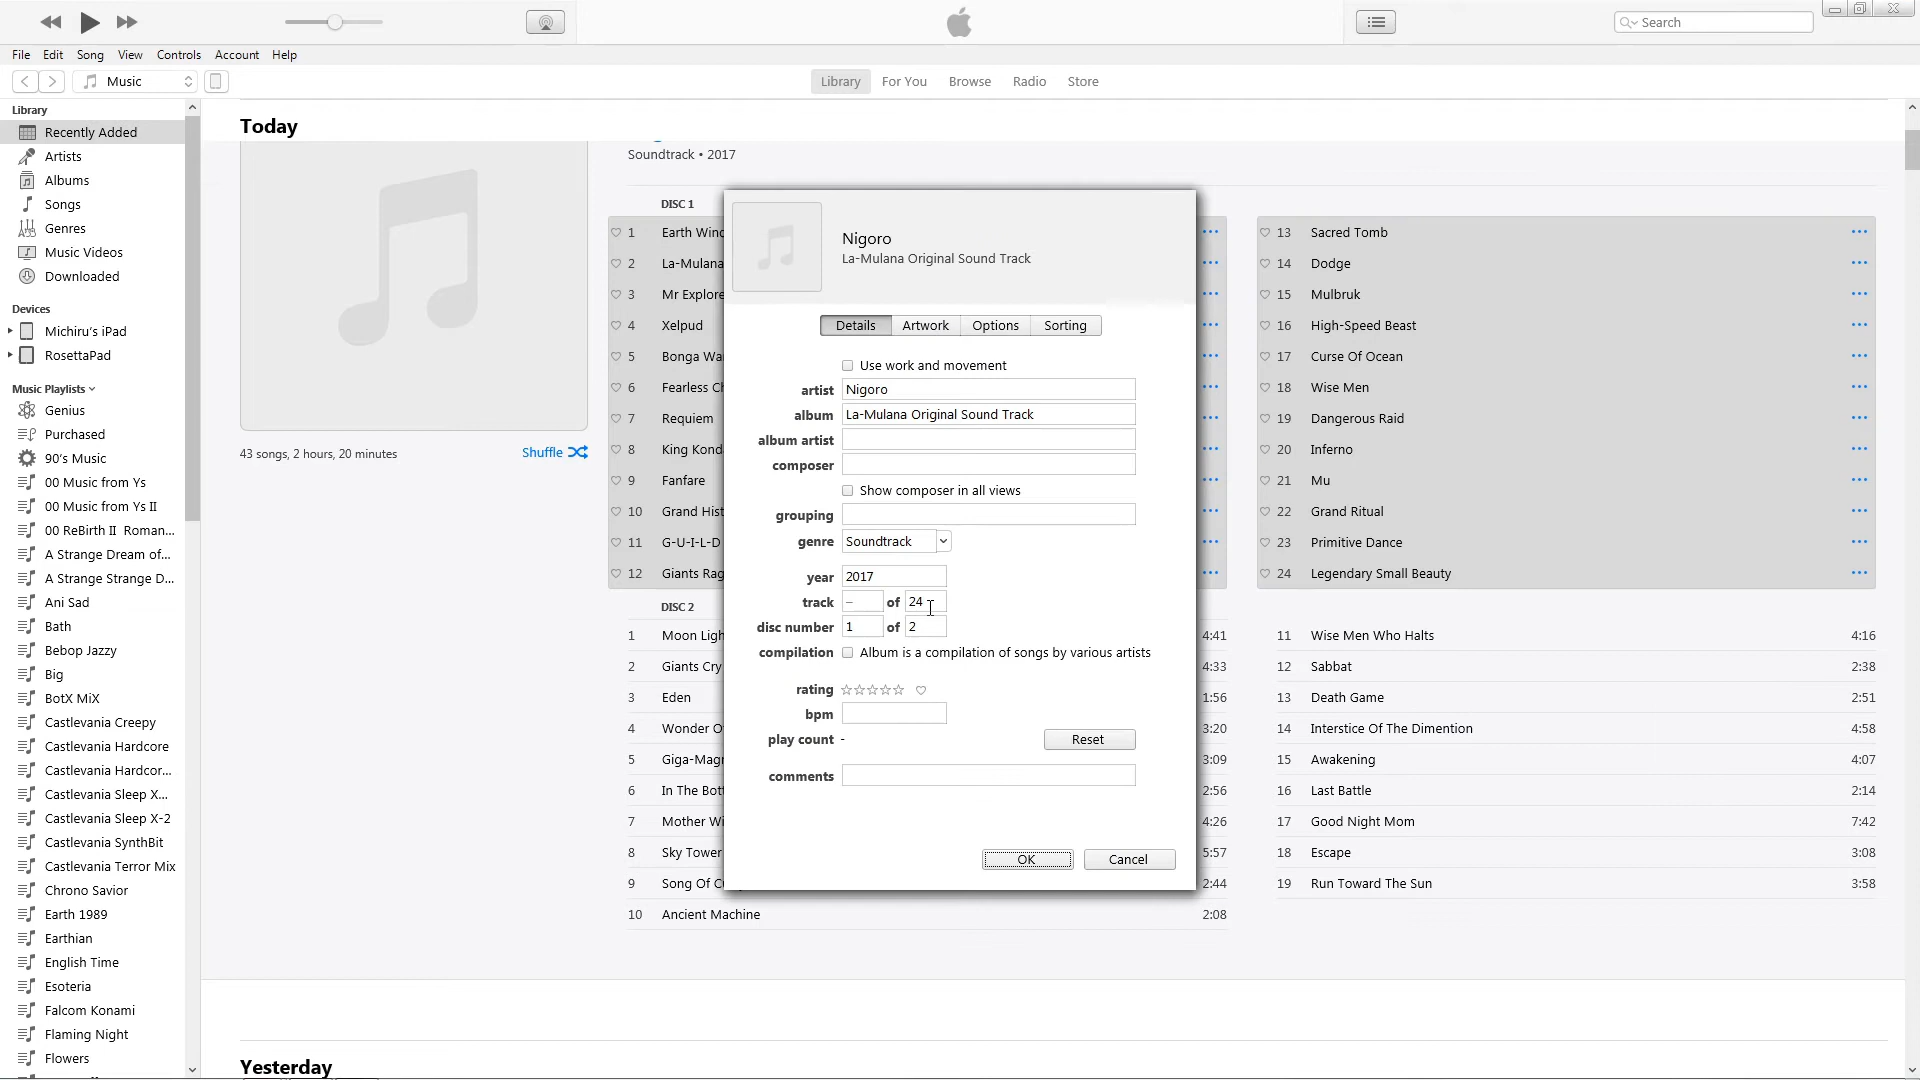 Search
File Edit Song View Controls Account Help
Music
Library For You Browse Radio Store
Library
Recently Added
Artists
Albums
Songs
Genres
Music Videos
Downloaded
Devices
Michiru's iPad
RosettaPad
Music Playlists
Genius
Purchased
90's Music
00 Music from Ys
00 Music from Ys II
00 ReBirth II Roman...
A Strange Dream of...
A Strange Strange D...
Ani Sad
Bath
Bebop Jazzy
Big
BotX MiX
Castlevania Creepy
Castlevania Hardcore
Castlevania Hardcor...
Castlevania Sleep X...
Castlevania Sleep X-2
Castlevania SynthBit
Castlevania Terror Mix
Chrono Savior
Earth 1989
Earthian
English Time
Esoteria
Falcom Konami
Flaming Night
Flowers
Today
43 songs, 2 hours, 20 minutes
Shuffle
Soundtrack • 2017
DISC 1
1 Earth Wind
2 La-Mulana
3 Mr Explore
4 Xelpud
5 Bonga Wa
6 Fearless Ch
7 Requiem
8 King Kond
9 Fanfare
10 Grand Hist
11 G-U-I-L-D
12 Giants Rag
13 Sacred Tomb
14 Dodge
15 Mulbruk
16 High-Speed Beast
17 Curse Of Ocean
18 Wise Men
19 Dangerous Raid
20 Inferno
21 Mu
22 Grand Ritual
23 Primitive Dance
24 Legendary Small Beauty
DISC 2
1 Moon Ligh 4:41
2 Giants Cry 4:33
3 Eden 1:56
4 Wonder O 3:20
5 Giga-Magr 3:09
6 In The Bot 2:56
7 Mother Wi 4:26
8 Sky Tower 5:57
9 Song Of C 2:44
10 Ancient Machine 2:08
11 Wise Men Who Halts 4:16
12 Sabbat 2:38
13 Death Game 2:51
14 Interstice Of The Dimention 4:58
15 Awakening 4:07
16 Last Battle 2:14
17 Good Night Mom 7:42
18 Escape 3:08
19 Run Toward The Sun 3:58
Yesterday
Nigoro
La-Mulana Original Sound Track
Details Artwork Options Sorting
Use work and movement
artist Nigoro
album La-Mulana Original Sound Track
album artist
composer
Show composer in all views
grouping
genre Soundtrack
year 2017
track – of 24
disc number 1 of 2
compilation Album is a compilation of songs by various artists
rating
bpm
play count - Reset
comments
OK Cancel